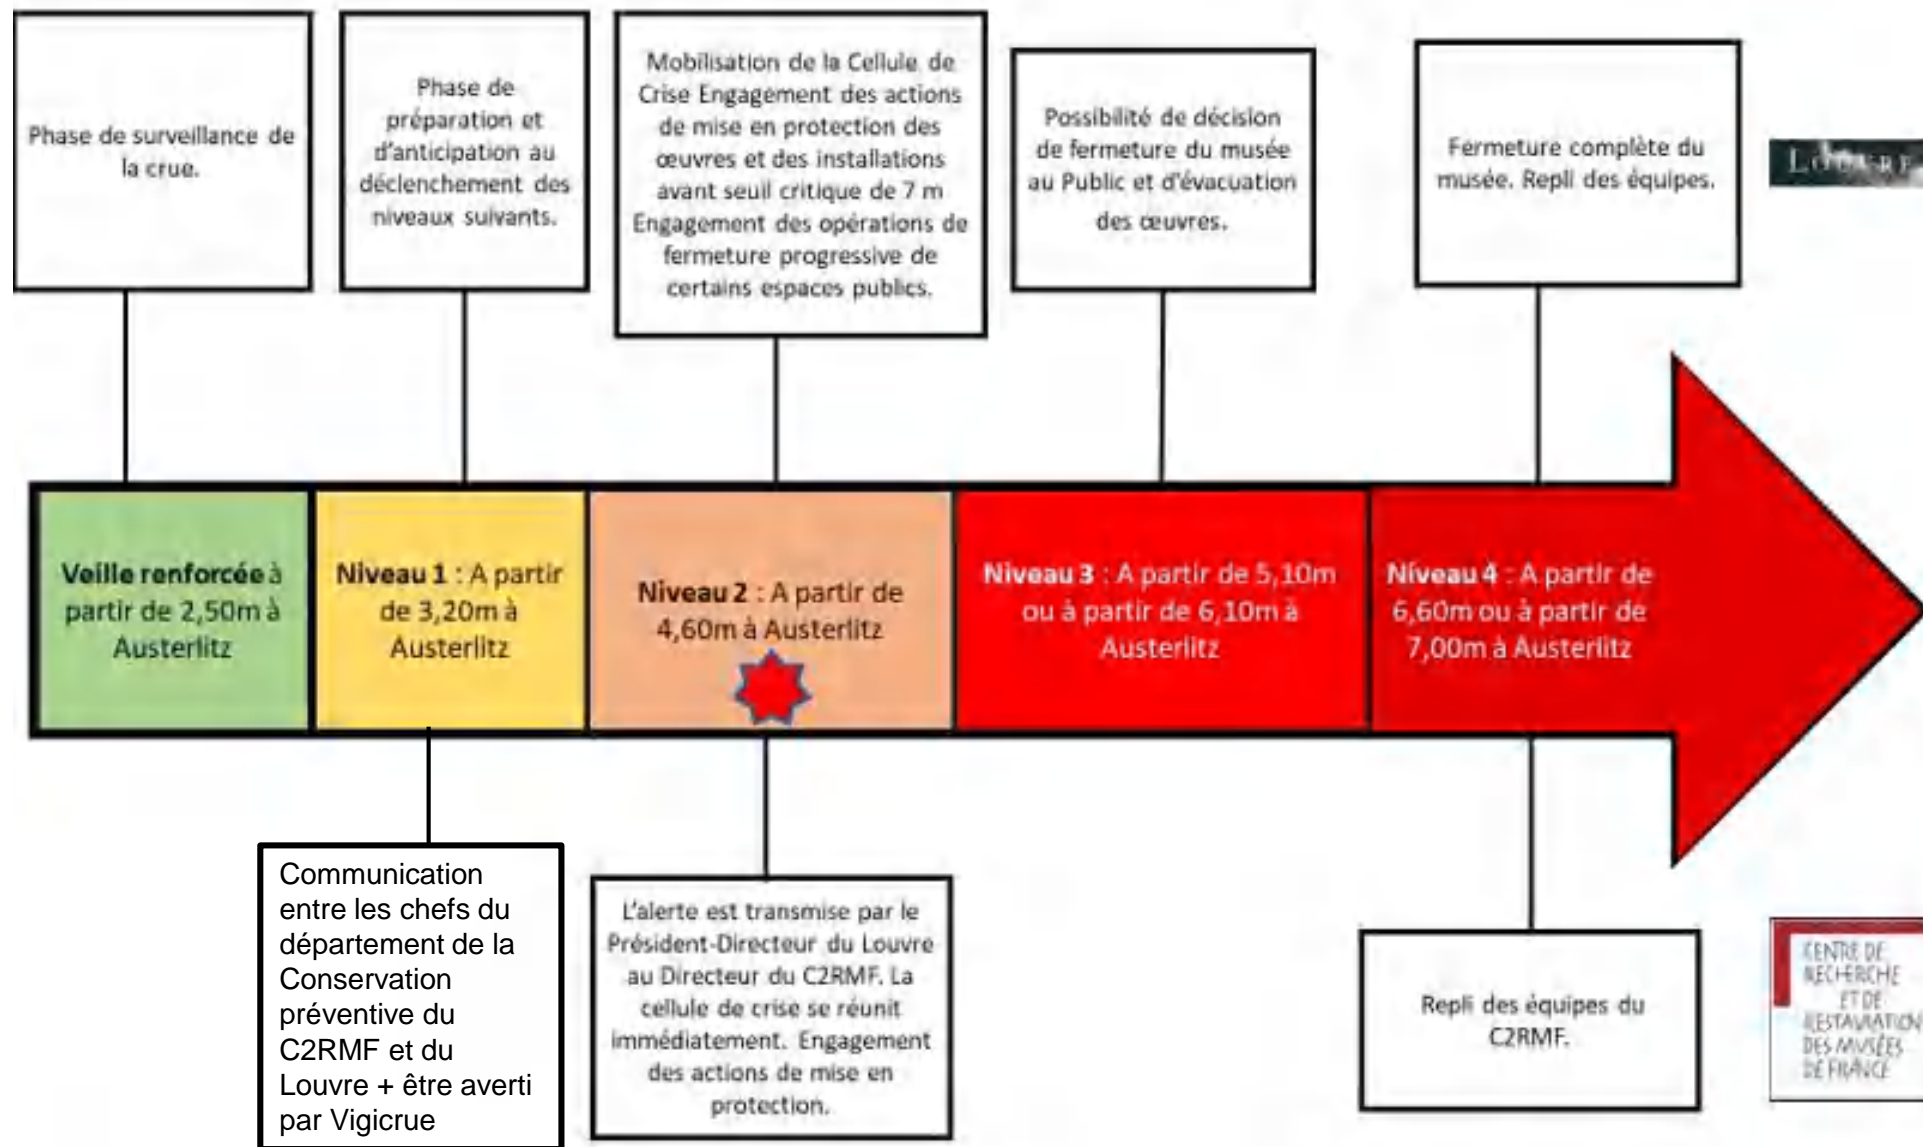 Phase de surveillance de
la crue.
Phase de
préparation et
d'anticipation au
déclenchement des
niveaux suivants.
Mobilisation de la Cellule de
Crise Engagement des actions
de mise en protection des
œuvres et des installations
avant seuil critique de 7 m
Engagement des opérations de
fermeture progressive de
certains espaces publics.
Possibilité de décision
de fermeture du musée
au Public et d'évacuation
des œuvres.
Fermeture complète du
musée. Repli des équipes.
LOUVRE
Veille renforcée à
partir de 2,50m à
Austerlitz
Niveau 1 : A partir
de 3,20m à
Austerlitz
Niveau 2 : A partir de
4,60m à Austerlitz
Niveau 3 : A partir de 5,10m
ou à partir de 6,10m à
Austerlitz
Niveau 4 : A partir de
6,60m ou à partir de
7,00m à Austerlitz
Communication
entre les chefs du
département de la
Conservation
préventive du
C2RMF et du
Louvre + être averti
par Vigicrue
L'alerte est transmise par le
Président-Directeur du Louvre
au Directeur du C2RMF. La
cellule de crise se réunit
immédiatement. Engagement
des actions de mise en
protection.
Repli des équipes du
C2RMF.
CENTRE DE
RECHERCHE
ET DE
RESTAURATION
DES MUSÉES
DE FRANCE